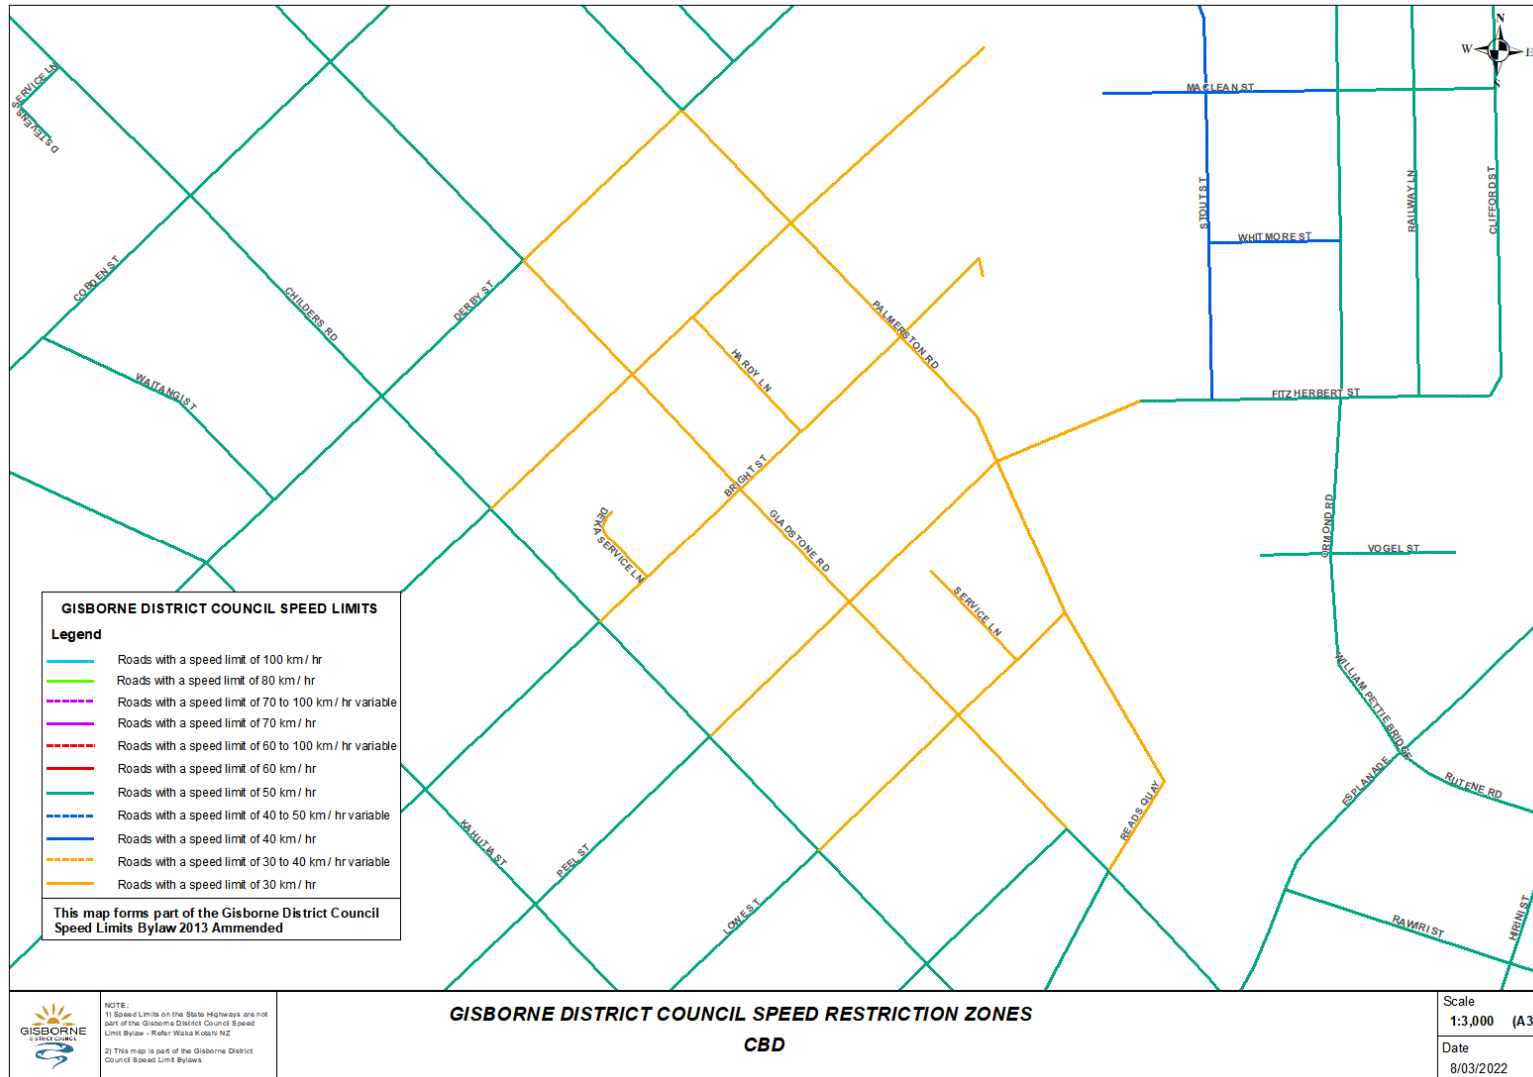 N
W
E
S
SERVICE LN
D STEVENS
MACLEAN ST
STOUT ST
RAILWAY LN
CLIFFORD ST
WHITMORE ST
COBDEN ST
CHILDERS RD
DERBY ST
PALMERSTON RD
HARDY LN
WAITANGI ST
FITZHERBERT ST
BRIGHT ST
DEKA SERVICE LN
GLADSTONE RD
ORMOND RD
VOGEL ST
SERVICE LN
WILLIAM PETTIE BRIDGE
ESPLANADE
RUTENE RD
READS QUAY
KAHUTIA ST
PEEL ST
LOWE ST
RAWIRI ST
HIRINI ST
GISBORNE DISTRICT COUNCIL SPEED LIMITS
Legend
Roads with a speed limit of 100 km / hr
Roads with a speed limit of 80 km / hr
Roads with a speed limit of 70 to 100 km / hr variable
Roads with a speed limit of 70 km / hr
Roads with a speed limit of 60 to 100 km / hr variable
Roads with a speed limit of 60 km / hr
Roads with a speed limit of 50 km / hr
Roads with a speed limit of 40 to 50 km / hr variable
Roads with a speed limit of 40 km / hr
Roads with a speed limit of 30 to 40 km / hr variable
Roads with a speed limit of 30 km / hr
This map forms part of the Gisborne District Council
Speed Limits Bylaw 2013 Ammended
GISBORNE
DISTRICT COUNCIL
NOTE:
1) Speed Limits on the State Highways are not
part of the Gisborne District Council Speed
Limit Bylaw - Refer Waka Kotahi NZ
2) This map is part of the Gisborne District
Council Speed Limit Bylaws
GISBORNE DISTRICT COUNCIL SPEED RESTRICTION ZONES
CBD
Scale
1:3,000 (A3
Date
8/03/2022